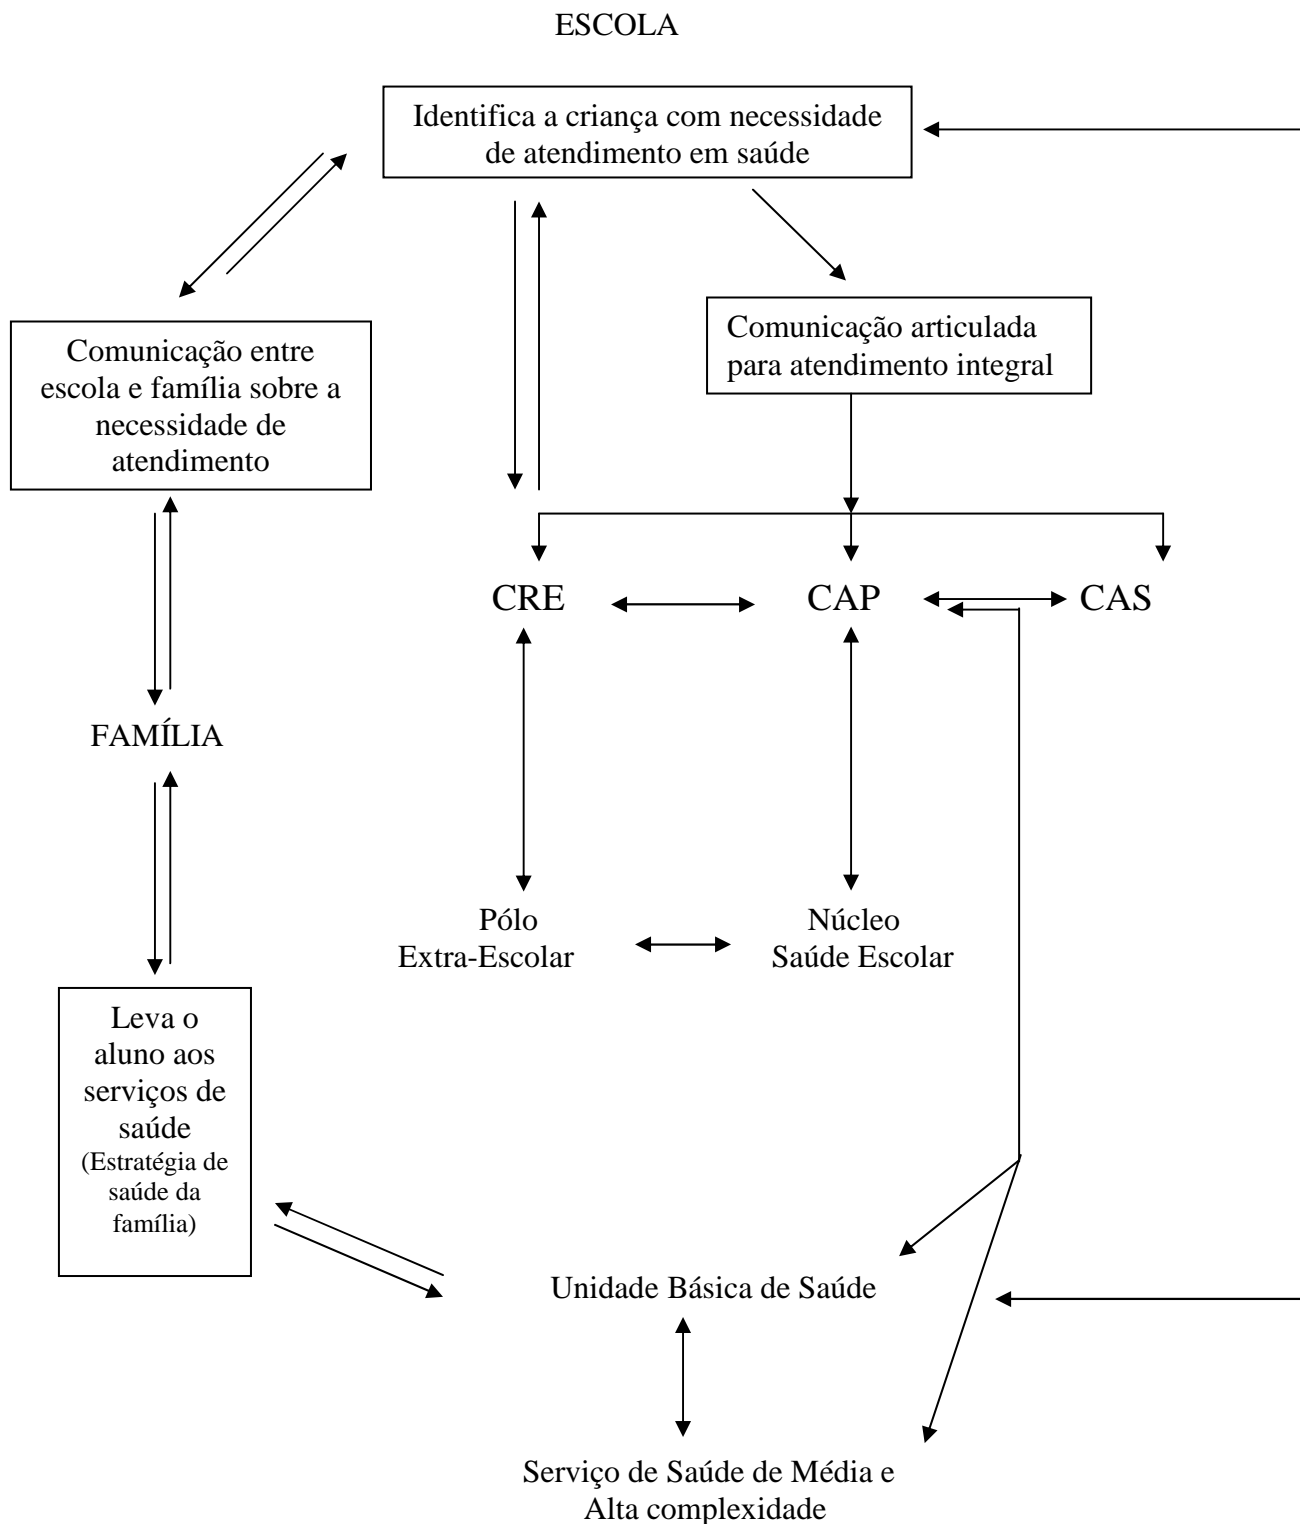 ESCOLA
Identifica a criança com necessidade
de atendimento em saúde
Comunicação articulada
para atendimento integral
Comunicação entre
escola e família sobre a
necessidade de
atendimento
CRE
CAP
CAS
FAMÍLIA
Pólo
Extra-Escolar
Núcleo
Saúde Escolar
Leva o
aluno aos
serviços de
saúde
(Estratégia de
saúde da
família)
Unidade Básica de Saúde
Serviço de Saúde de Média e
Alta complexidade